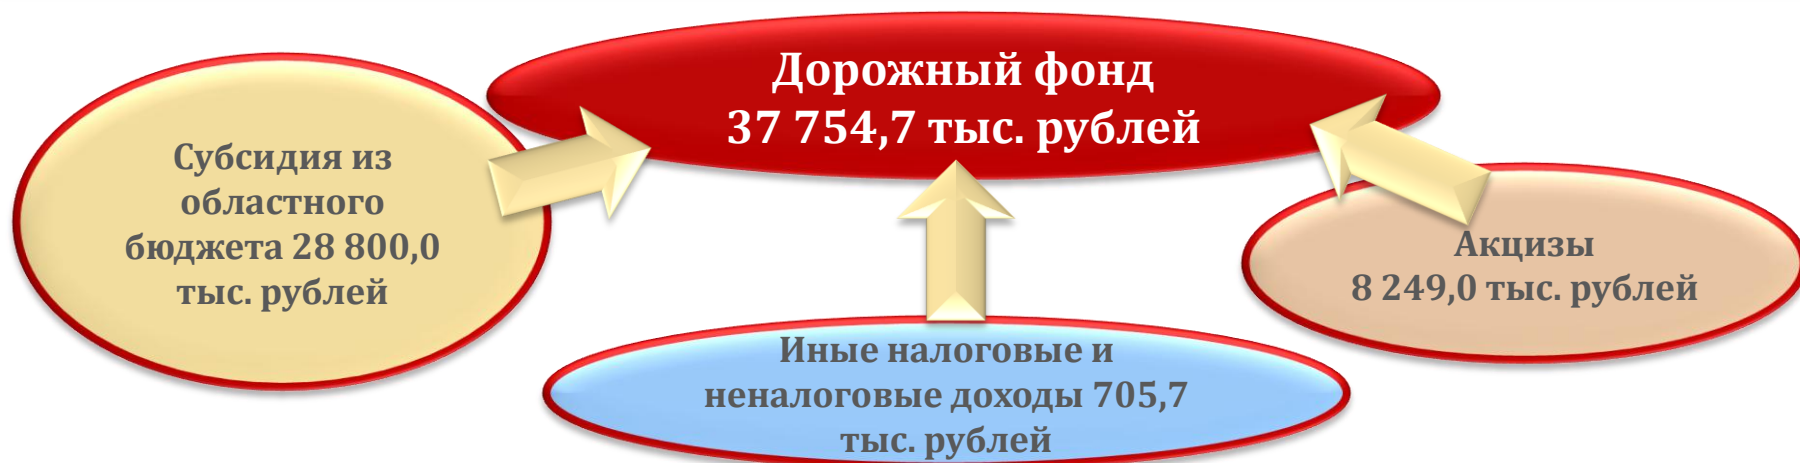 Дорожный фонд
37 754,7 тыс. рублей
Субсидия из
областного
бюджета 28 800,0
тыс. рублей
Акцизы
8 249,0 тыс. рублей
Иные налоговые и
неналоговые доходы 705,7
тыс. рублей